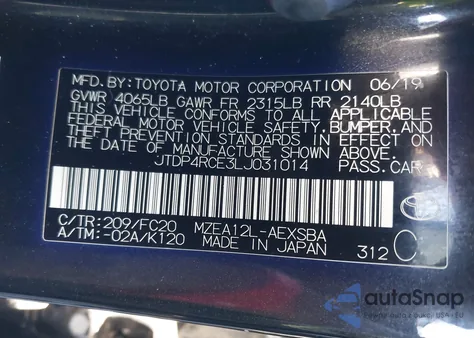 MFD.BY:TOYOTA MOTOR CORPORATION 06/19
GVWR 4065LB GAWR FR 2315LB RR 2140LB
THIS VEHICLE CONFORMS TO ALL APPLICABLE
FEDERAL MOTOR VEHICLE SAFETY, BUMPER, AND
THEFT PREVENTION STANDARDS IN EFFECT ON
THE DATE OF MANUFACTURE SHOWN ABOVE.
JTDP4RCE3LJ031014 PASS.CAR
C/TR:209/FC20 MZEA12L-AEXSBA
A/TM:-02A/K120 MADE IN JAPAN 312 C
autoSnap